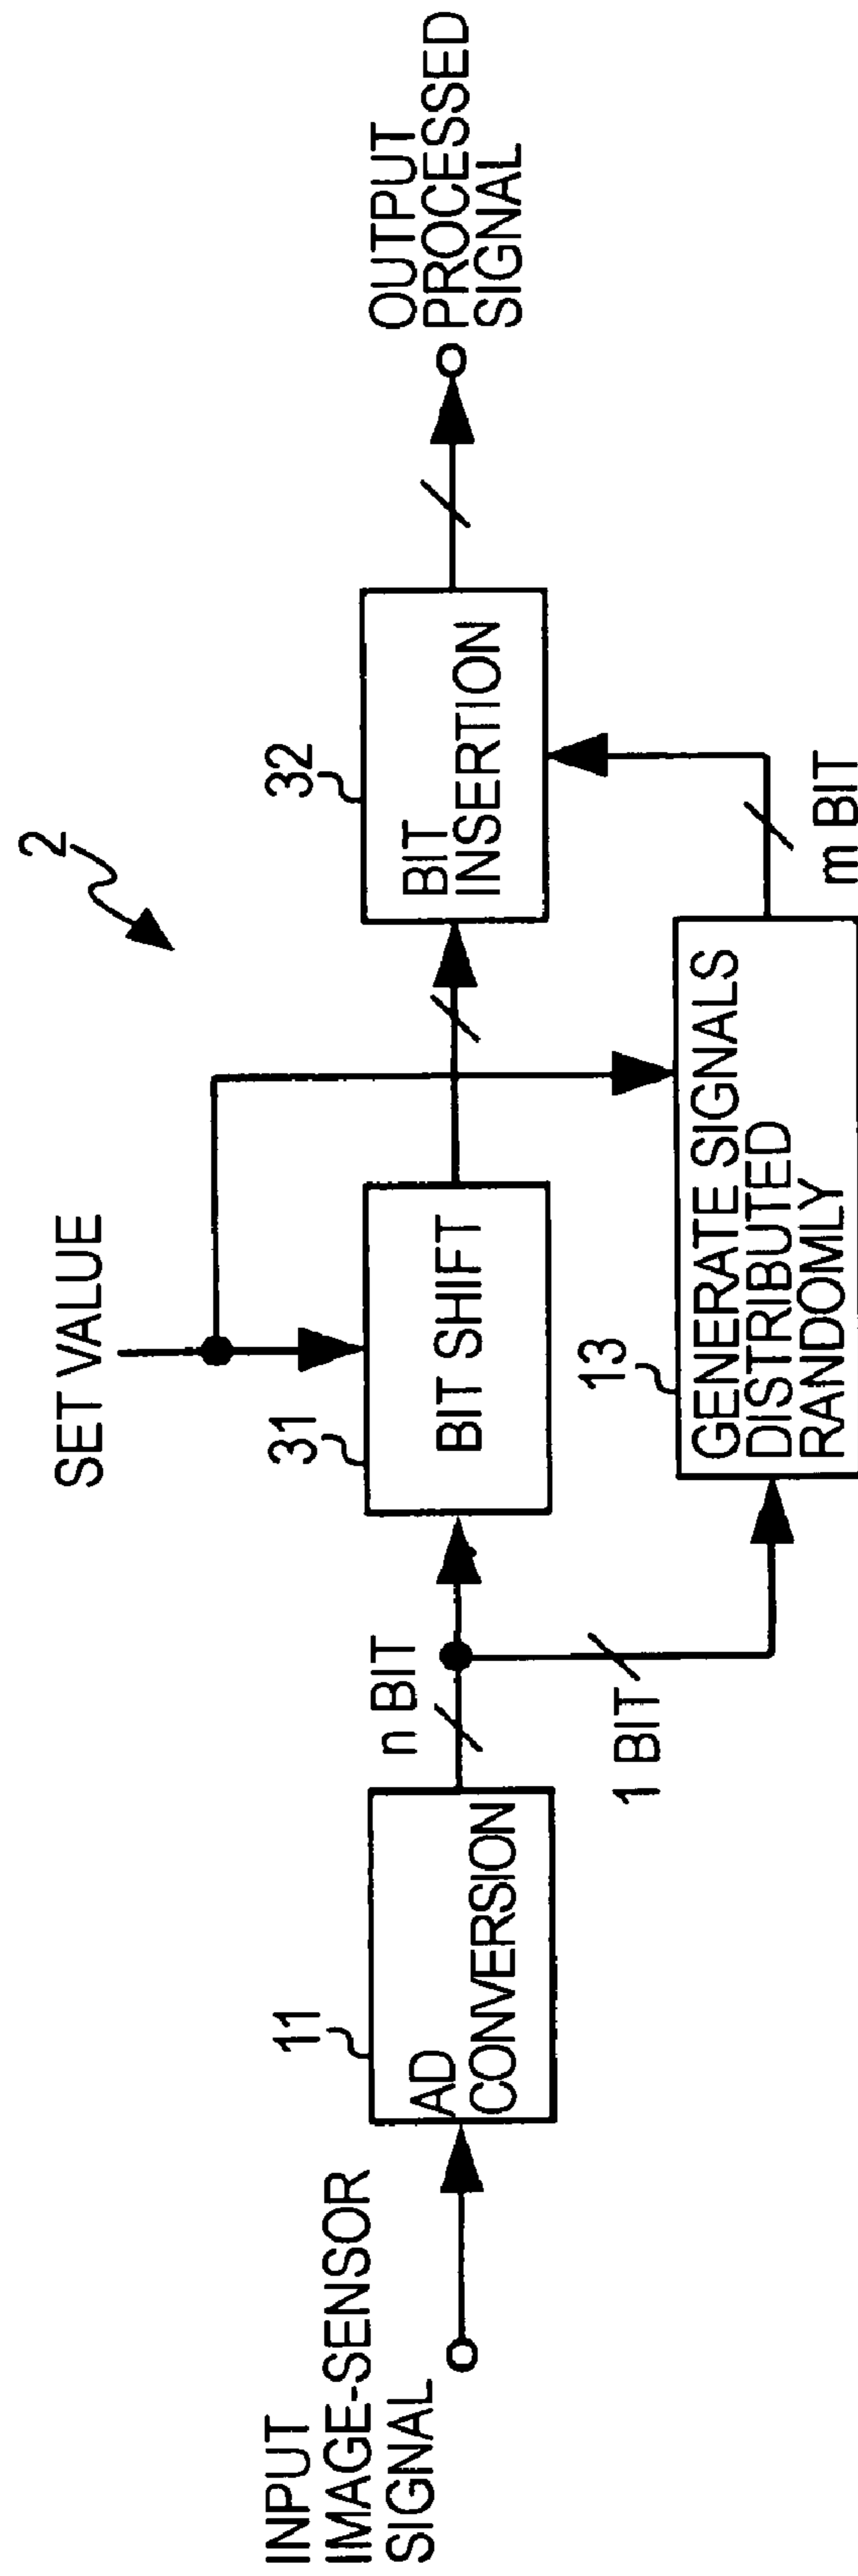 2
SET VALUE
INPUT
IMAGE-SENSOR
SIGNAL
11
AD
CONVERSION
n BIT
1 BIT
31
BIT SHIFT
13
GENERATE SIGNALS
DISTRIBUTED
RANDOMLY
m BIT
32
BIT
INSERTION
OUTPUT
PROCESSED
SIGNAL